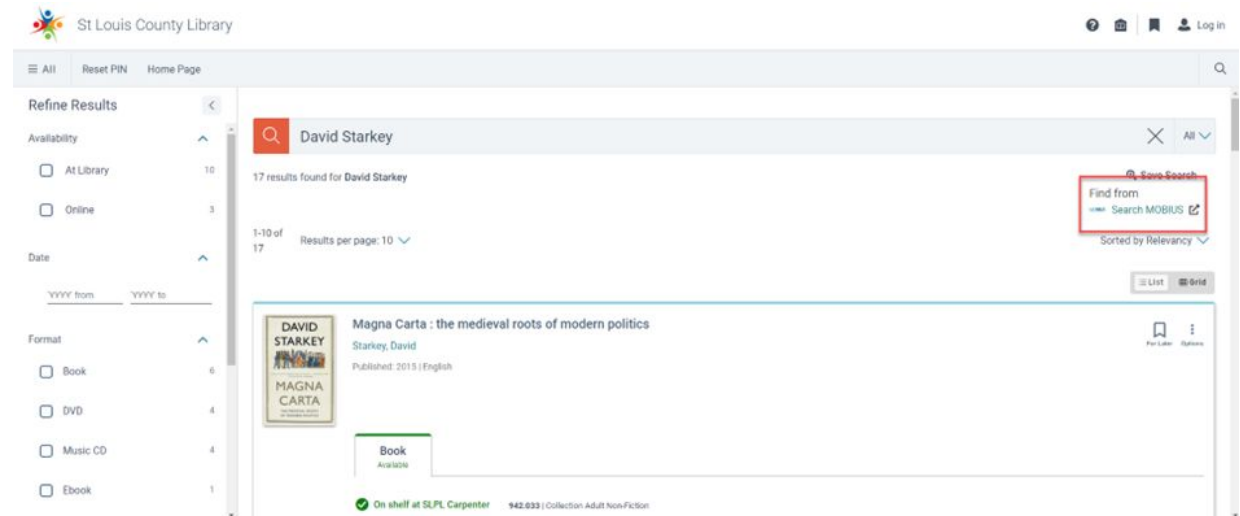 St Louis County Library
Log in
All
Reset PIN
Home Page
Refine Results
Availability
At Library 10
Online 3
Date
YYYY from YYYY to
Format
Book 6
DVD 4
Music CD 4
Ebook 1
David Starkey
All
17 results found for David Starkey
Save Search
Find from
Search MOBIUS
1-10 of
17
Results per page: 10
Sorted by Relevancy
List Grid
DAVID
STARKEY
MAGNA
CARTA
Magna Carta : the medieval roots of modern politics
Starkey, David
Published: 2015 | English
For Later Options
Book
Available
On shelf at SLPL Carpenter 942.033 | Collection Adult Non-Fiction